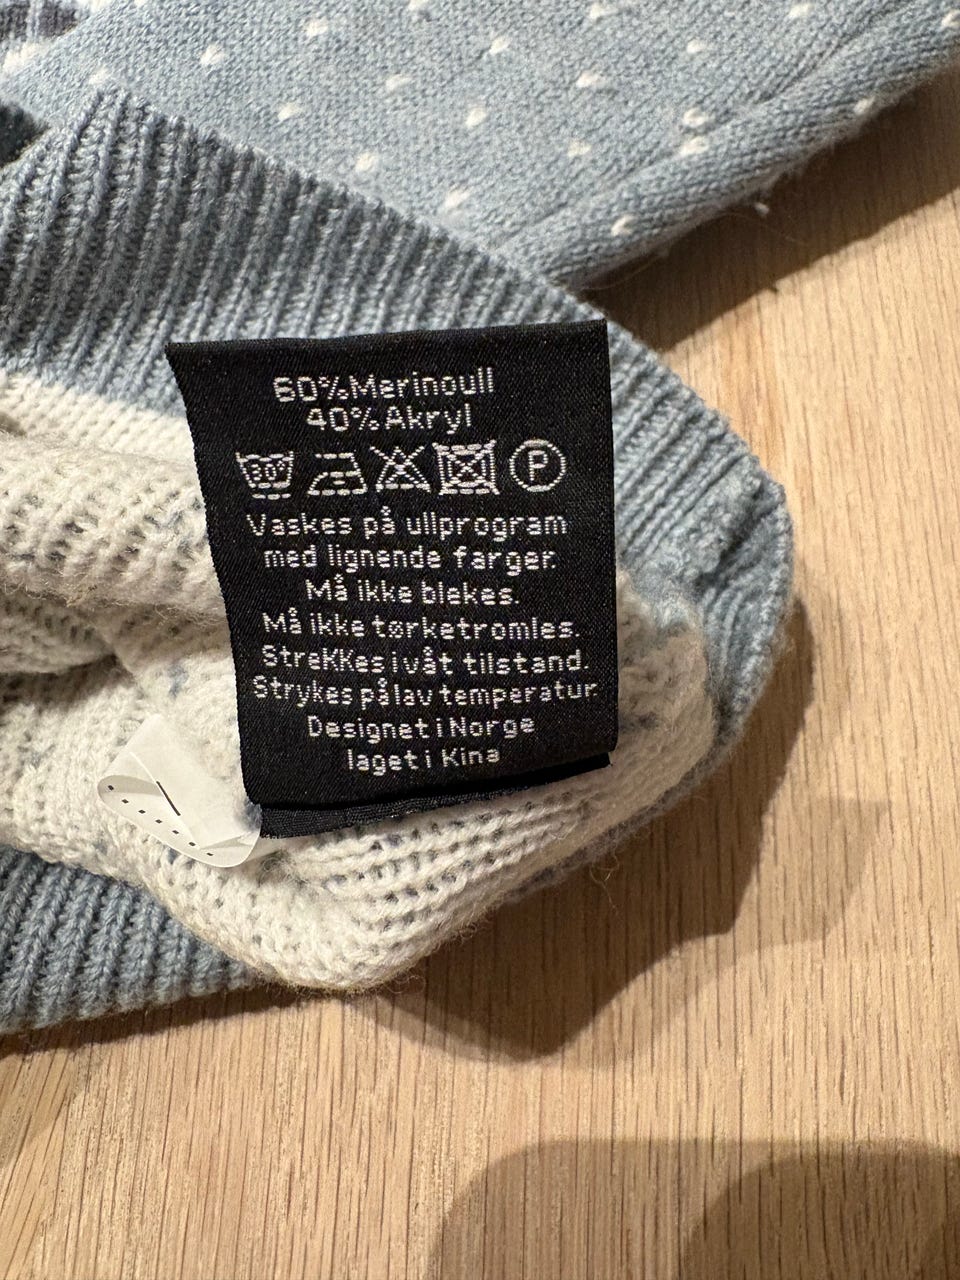 60%Merinoull
40%Akryl
30° P
Vaskes på ullprogram
med lignende farger.
Må ikke blekes.
Må ikke tørketromles.
StreKKes i våt tilstand.
Strykes på lav temperatur
Designet i Norge
laget i Kina